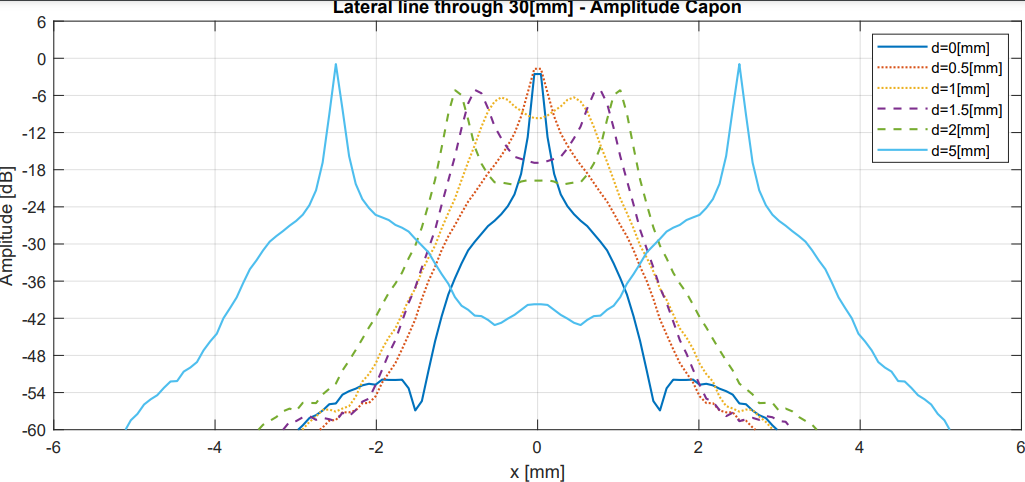 Lateral line through 30[mm] - Amplitude Capon
6
0
-6
-12
-18
-24
-30
-36
-42
-48
-54
-60
Amplitude [dB]
d=0[mm]
d=0.5[mm]
d=1[mm]
d=1.5[mm]
d=2[mm]
d=5[mm]
-6 -4 -2 0 2 4 6
x [mm]